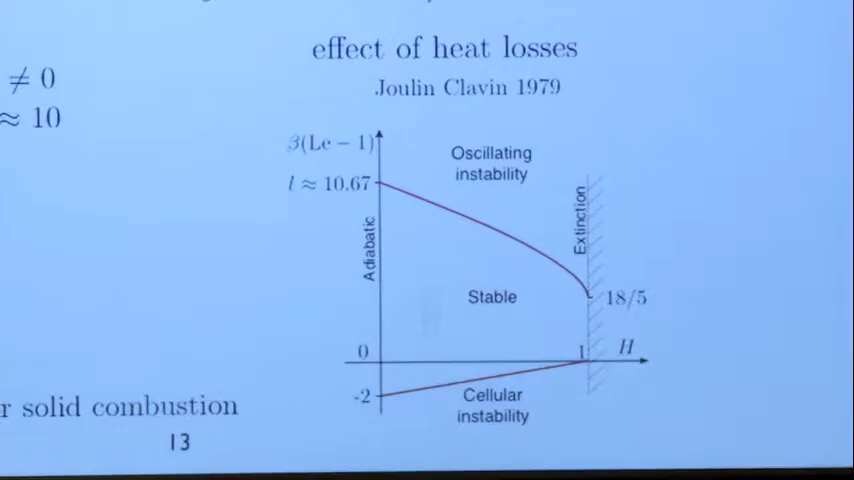 effect of heat losses
Joulin Clavin 1979
≠ 0
≈ 10
β(Le − 1)
l ≈ 10.67
Oscillating
instability
Adiabatic
Extinction
Stable
18/5
0
1
H
-2
Cellular
instability
r solid combustion
13